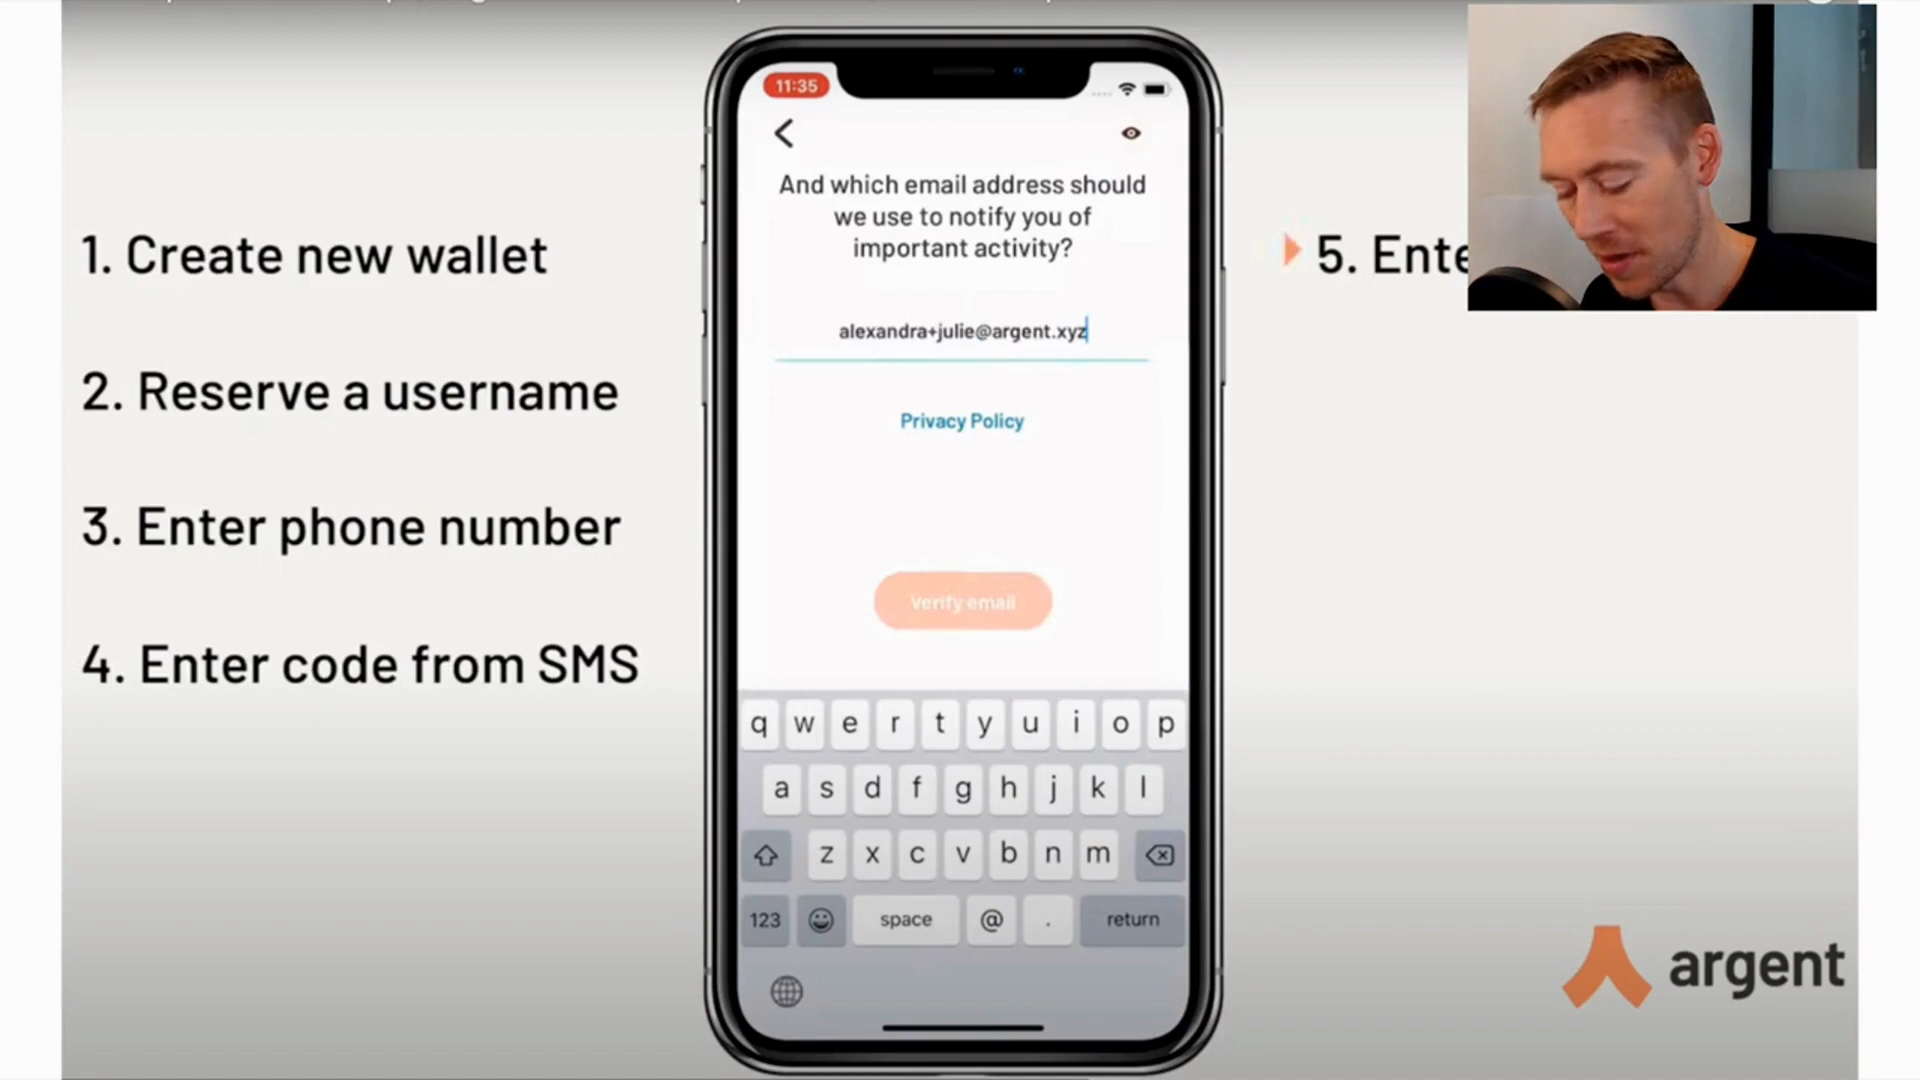 1. Create new wallet
2. Reserve a username
3. Enter phone number
4. Enter code from SMS
11:35
And which email address should
we use to notify you of
important activity?
alexandra+julie@argent.xyz
Privacy Policy
Verify email
q w e r t y u i o p
a s d f g h j k l
z x c v b n m
123 space @ . return
5. Ente
argent